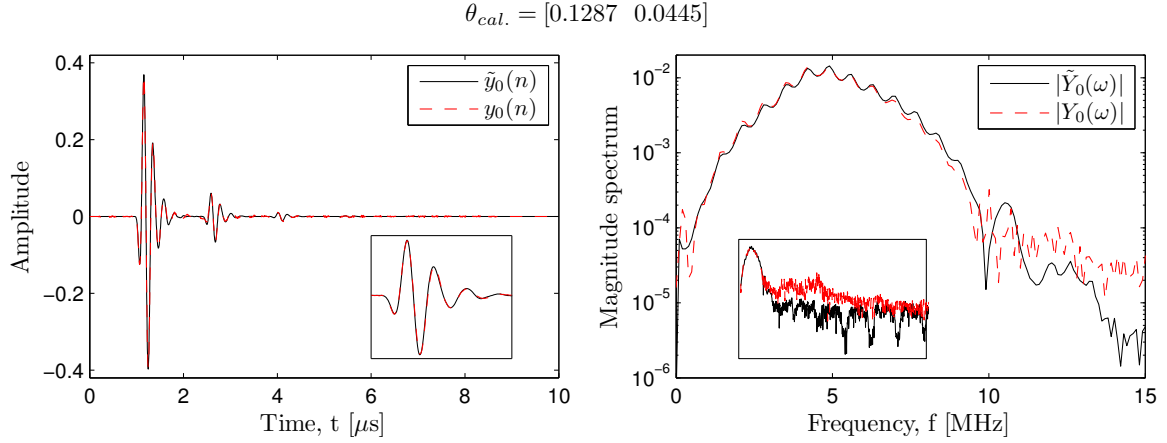 θ_cal. = [0.1287 0.0445]
0.4
0.2
0
-0.2
-0.4
Amplitude
0 2 4 6 8 10
Time, t [μs]
ỹ₀(n)
y₀(n)
10⁻²
10⁻³
10⁻⁴
10⁻⁵
10⁻⁶
Magnitude spectrum
0 5 10 15
Frequency, f [MHz]
|Ỹ₀(ω)|
|Y₀(ω)|